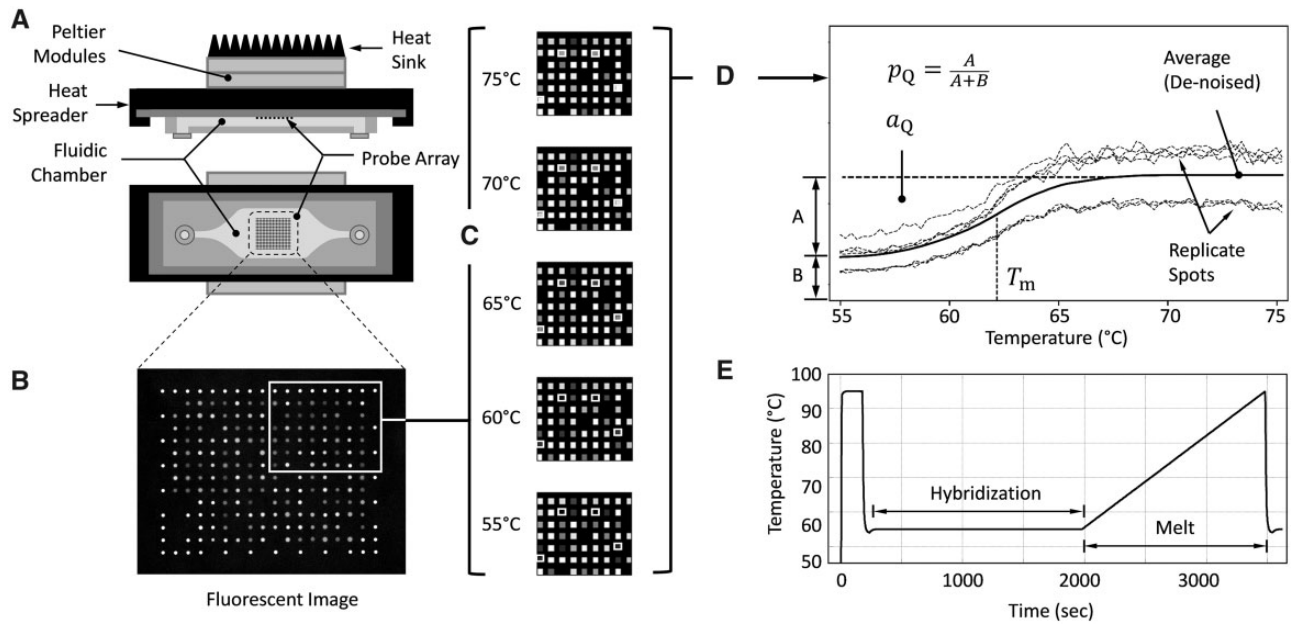 A
Peltier
Modules
Heat
Sink
Heat
Spreader
Fluidic
Chamber
Probe Array
B
Fluorescent Image
C
75°C
70°C
65°C
60°C
55°C
D
p_Q = A/A+B
a_Q
Average
(De-noised)
A
B
T_m
Replicate
Spots
55
60
65
70
75
Temperature (°C)
E
Temperature (°C)
100
90
80
70
60
50
Hybridization
Melt
0
1000
2000
3000
Time (sec)